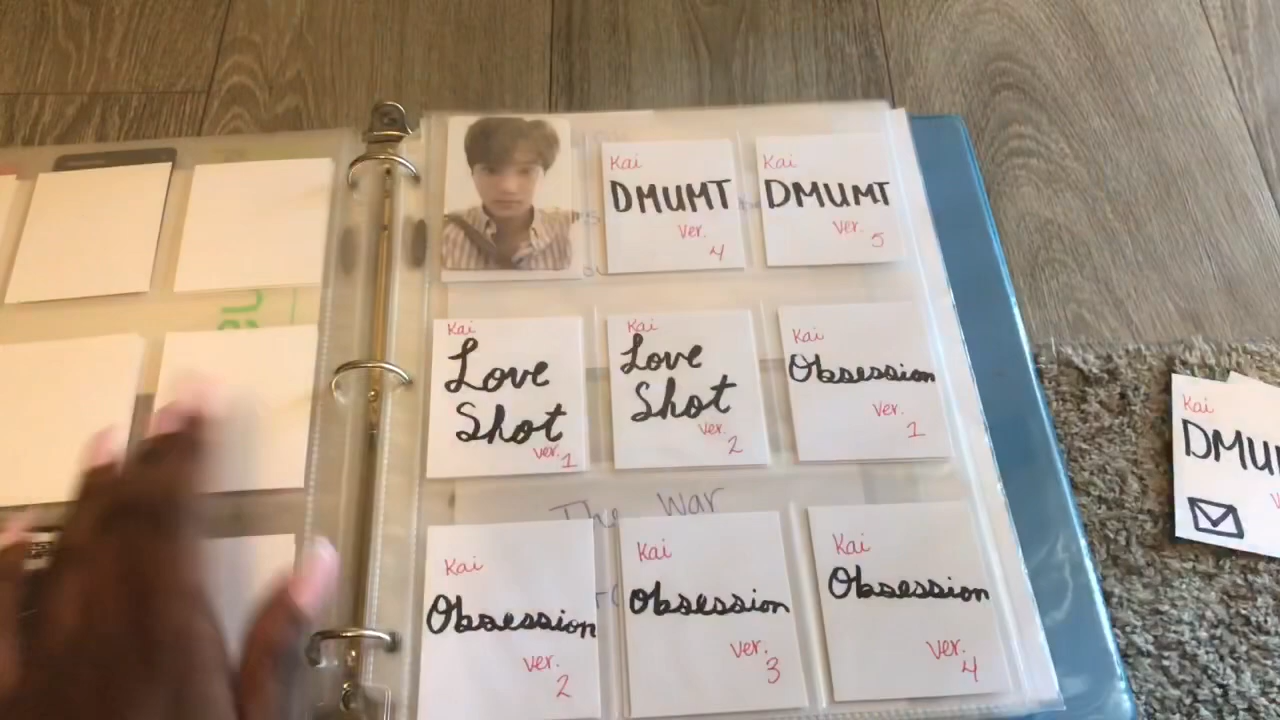 Kai
DMUMT
Ver.
4
Kai
DMUMT
Ver.
5
Kai
Love
Shot
Ver.
1
Kai
Love
Shot
Ver.
2
Kai
Obsession
Ver.
1
The War
Kai
Obsession
Ver.
2
Kai
Obsession
Ver.
3
Kai
Obsession
Ver.
4
Kai